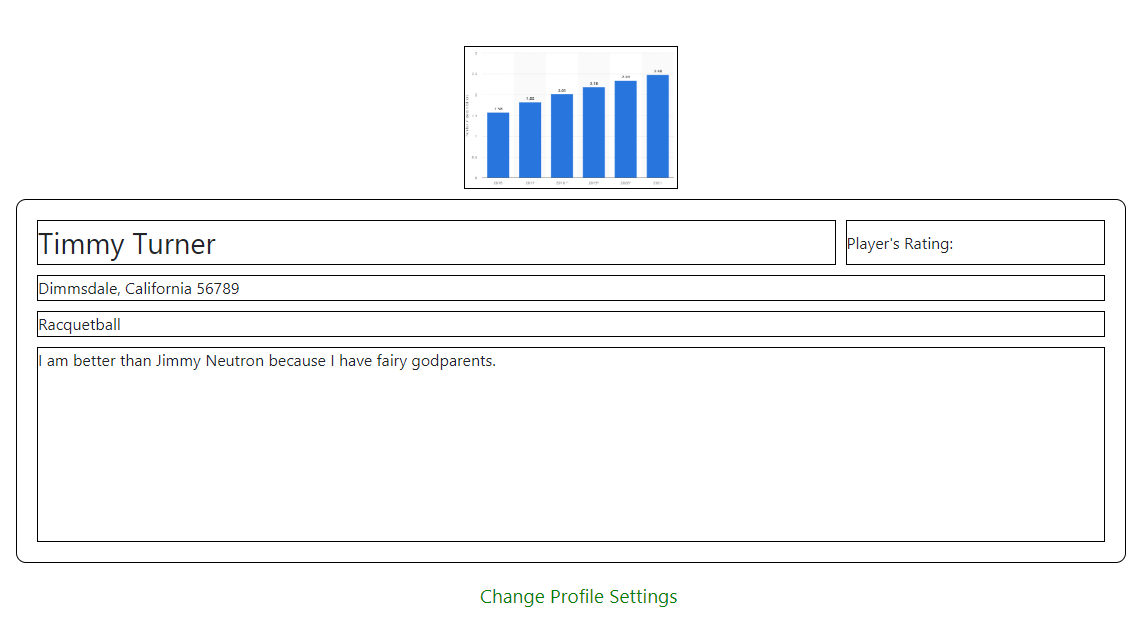 Timmy Turner
Player's Rating:
Dimmsdale, California 56789
Racquetball
I am better than Jimmy Neutron because I have fairy godparents.
Change Profile Settings